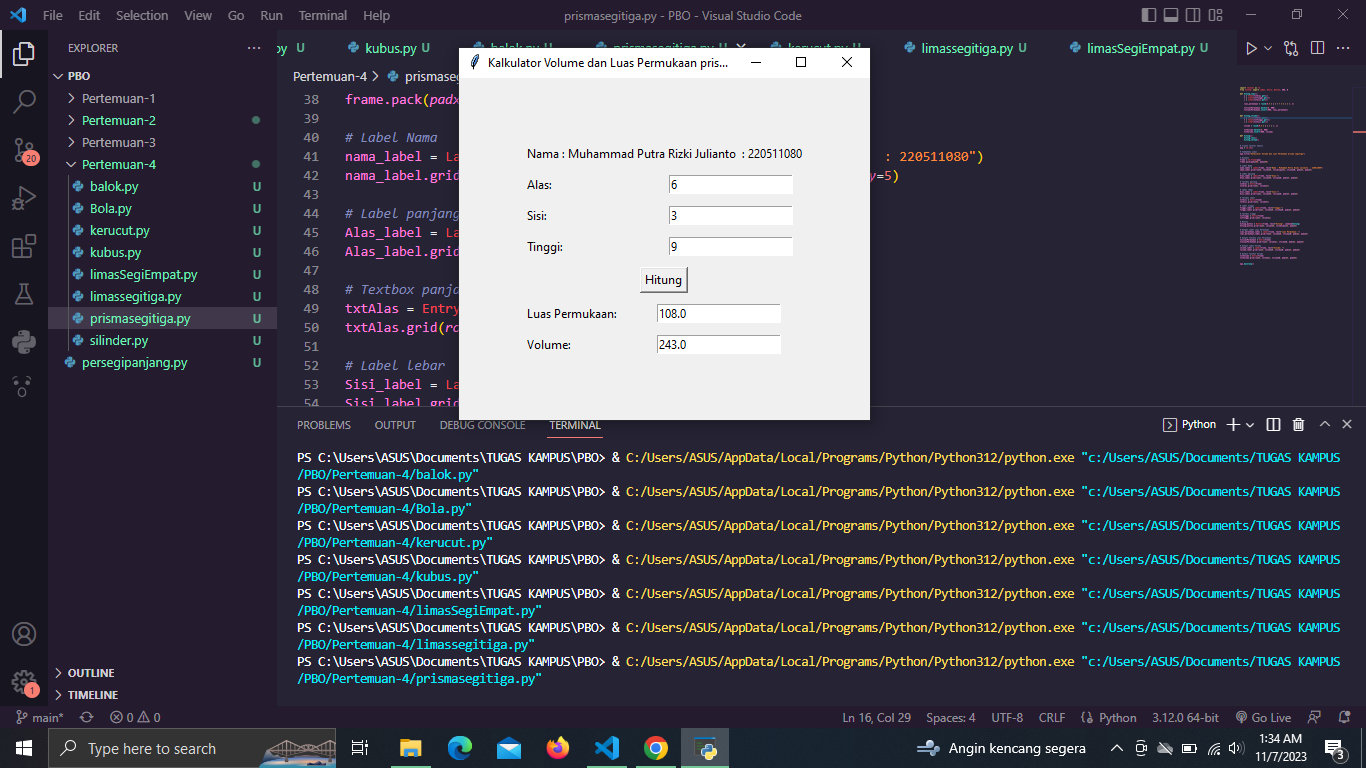 File Edit Selection View Go Run Terminal Help
prismasegitiga.py - PBO - Visual Studio Code
EXPLORER
PBO
Pertemuan-1
Pertemuan-2
Pertemuan-3
Pertemuan-4
balok.py U
Bola.py U
kerucut.py U
kubus.py U
limasSegiEmpat.py U
limassegitiga.py U
prismasegitiga.py U
silinder.py U
persegipanjang.py U
OUTLINE
TIMELINE
20
1
py U kubus.py U limassegitiga.py U limasSegiEmpat.py U
Pertemuan-4 >
38 frame.pack(padx
39
40 # Label Nama
41 nama_label = La : 220511080")
42 nama_label.grid y=5)
43
44 # Label panjang
45 Alas_label = La
46 Alas_label.grid
47
48 # Textbox panja
49 txtAlas = Entry
50 txtAlas.grid(ro
51
52 # Label lebar
53 Sisi_label = La
54 Sisi_label.grid
Kalkulator Volume dan Luas Permukaan pris...
Nama : Muhammad Putra Rizki Julianto : 220511080
Alas: 6
Sisi: 3
Tinggi: 9
Hitung
Luas Permukaan: 108.0
Volume: 243.0
PROBLEMS OUTPUT DEBUG CONSOLE TERMINAL
Python
PS C:\Users\ASUS\Documents\TUGAS KAMPUS\PBO> & C:/Users/ASUS/AppData/Local/Programs/Python/Python312/python.exe "c:/Users/ASUS/Documents/TUGAS KAMPUS
/PBO/Pertemuan-4/balok.py"
PS C:\Users\ASUS\Documents\TUGAS KAMPUS\PBO> & C:/Users/ASUS/AppData/Local/Programs/Python/Python312/python.exe "c:/Users/ASUS/Documents/TUGAS KAMPUS
/PBO/Pertemuan-4/Bola.py"
PS C:\Users\ASUS\Documents\TUGAS KAMPUS\PBO> & C:/Users/ASUS/AppData/Local/Programs/Python/Python312/python.exe "c:/Users/ASUS/Documents/TUGAS KAMPUS
/PBO/Pertemuan-4/kerucut.py"
PS C:\Users\ASUS\Documents\TUGAS KAMPUS\PBO> & C:/Users/ASUS/AppData/Local/Programs/Python/Python312/python.exe "c:/Users/ASUS/Documents/TUGAS KAMPUS
/PBO/Pertemuan-4/kubus.py"
PS C:\Users\ASUS\Documents\TUGAS KAMPUS\PBO> & C:/Users/ASUS/AppData/Local/Programs/Python/Python312/python.exe "c:/Users/ASUS/Documents/TUGAS KAMPUS
/PBO/Pertemuan-4/limasSegiEmpat.py"
PS C:\Users\ASUS\Documents\TUGAS KAMPUS\PBO> & C:/Users/ASUS/AppData/Local/Programs/Python/Python312/python.exe "c:/Users/ASUS/Documents/TUGAS KAMPUS
/PBO/Pertemuan-4/limassegitiga.py"
PS C:\Users\ASUS\Documents\TUGAS KAMPUS\PBO> & C:/Users/ASUS/AppData/Local/Programs/Python/Python312/python.exe "c:/Users/ASUS/Documents/TUGAS KAMPUS
/PBO/Pertemuan-4/prismasegitiga.py"
main* 0 0
Ln 16, Col 29 Spaces: 4 UTF-8 CRLF Python 3.12.0 64-bit Go Live
Type here to search
Angin kencang segera
1:34 AM
11/7/2023
3